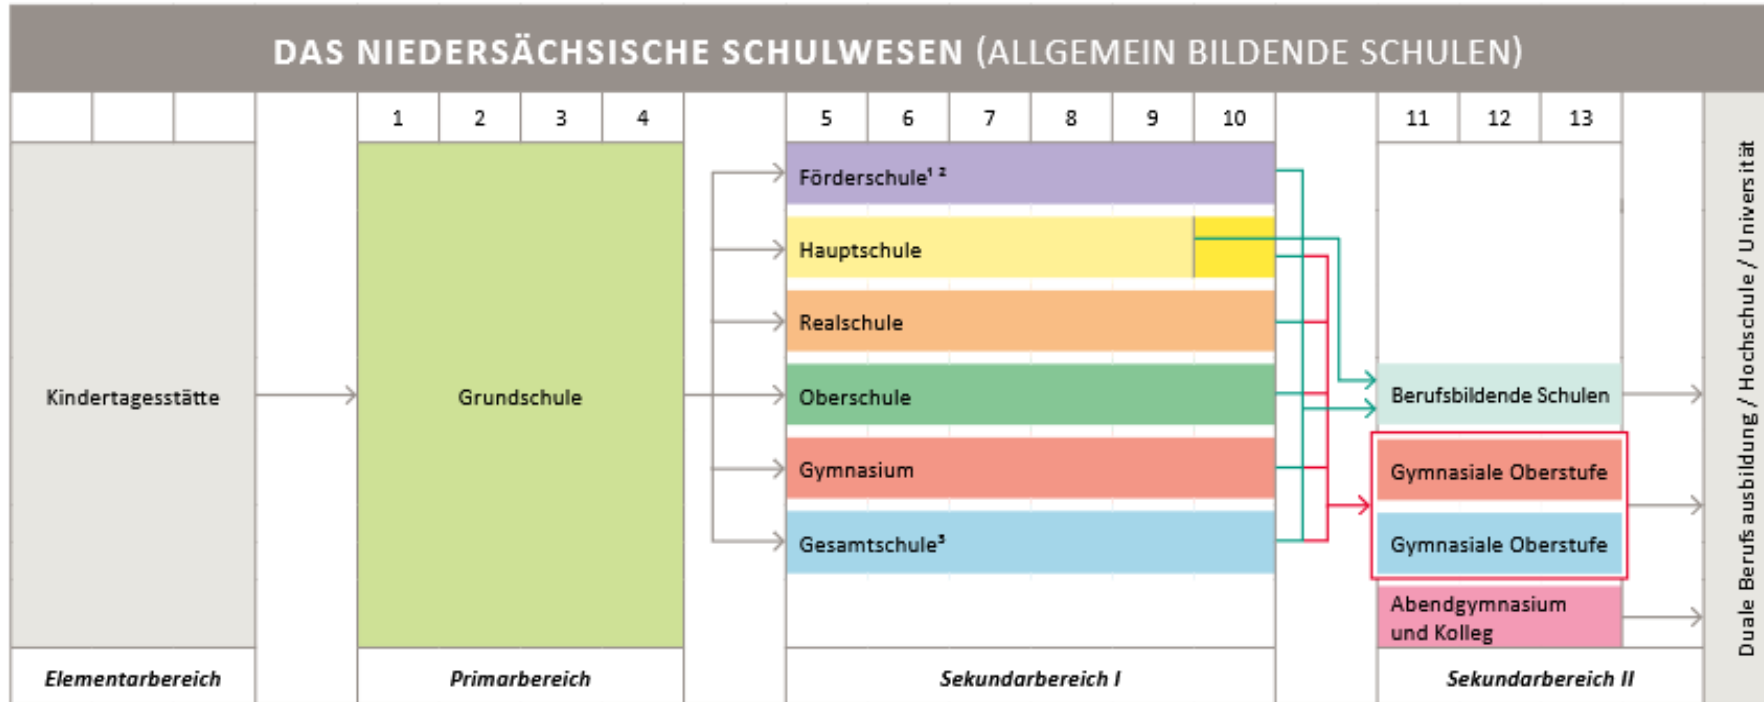 DAS NIEDERSÄCHSISCHE SCHULWESEN (ALLGEMEIN BILDENDE SCHULEN)
1 2 3 4 5 6 7 8 9 10 11 12 13
Kindertagesstätte
Grundschule
Förderschule¹ ²
Hauptschule
Realschule
Oberschule
Gymnasium
Gesamtschule³
Berufsbildende Schulen
Gymnasiale Oberstufe
Gymnasiale Oberstufe
Abendgymnasium
und Kolleg
Duale Berufsausbildung / Hochschule / Universität
Elementarbereich
Primarbereich
Sekundarbereich I
Sekundarbereich II